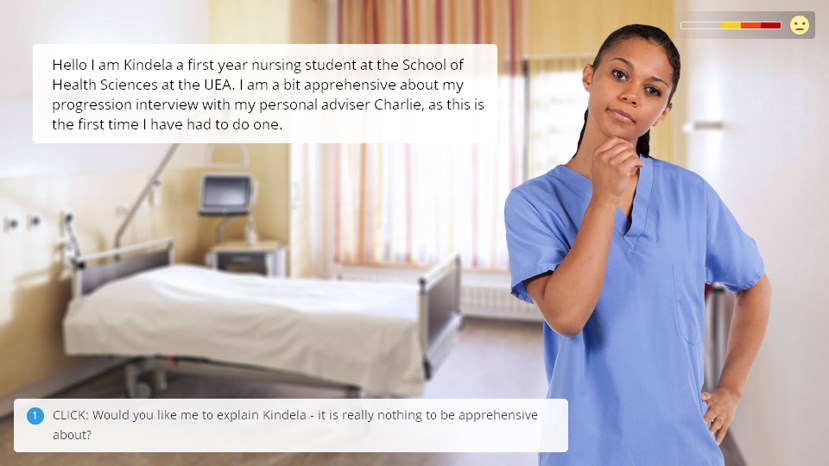 Hello I am Kindela a first year nursing student at the School of
Health Sciences at the UEA. I am a bit apprehensive about my
progression interview with my personal adviser Charlie, as this is
the first time I have had to do one.
1 CLICK: Would you like me to explain Kindela - it is really nothing to be apprehensive
about?